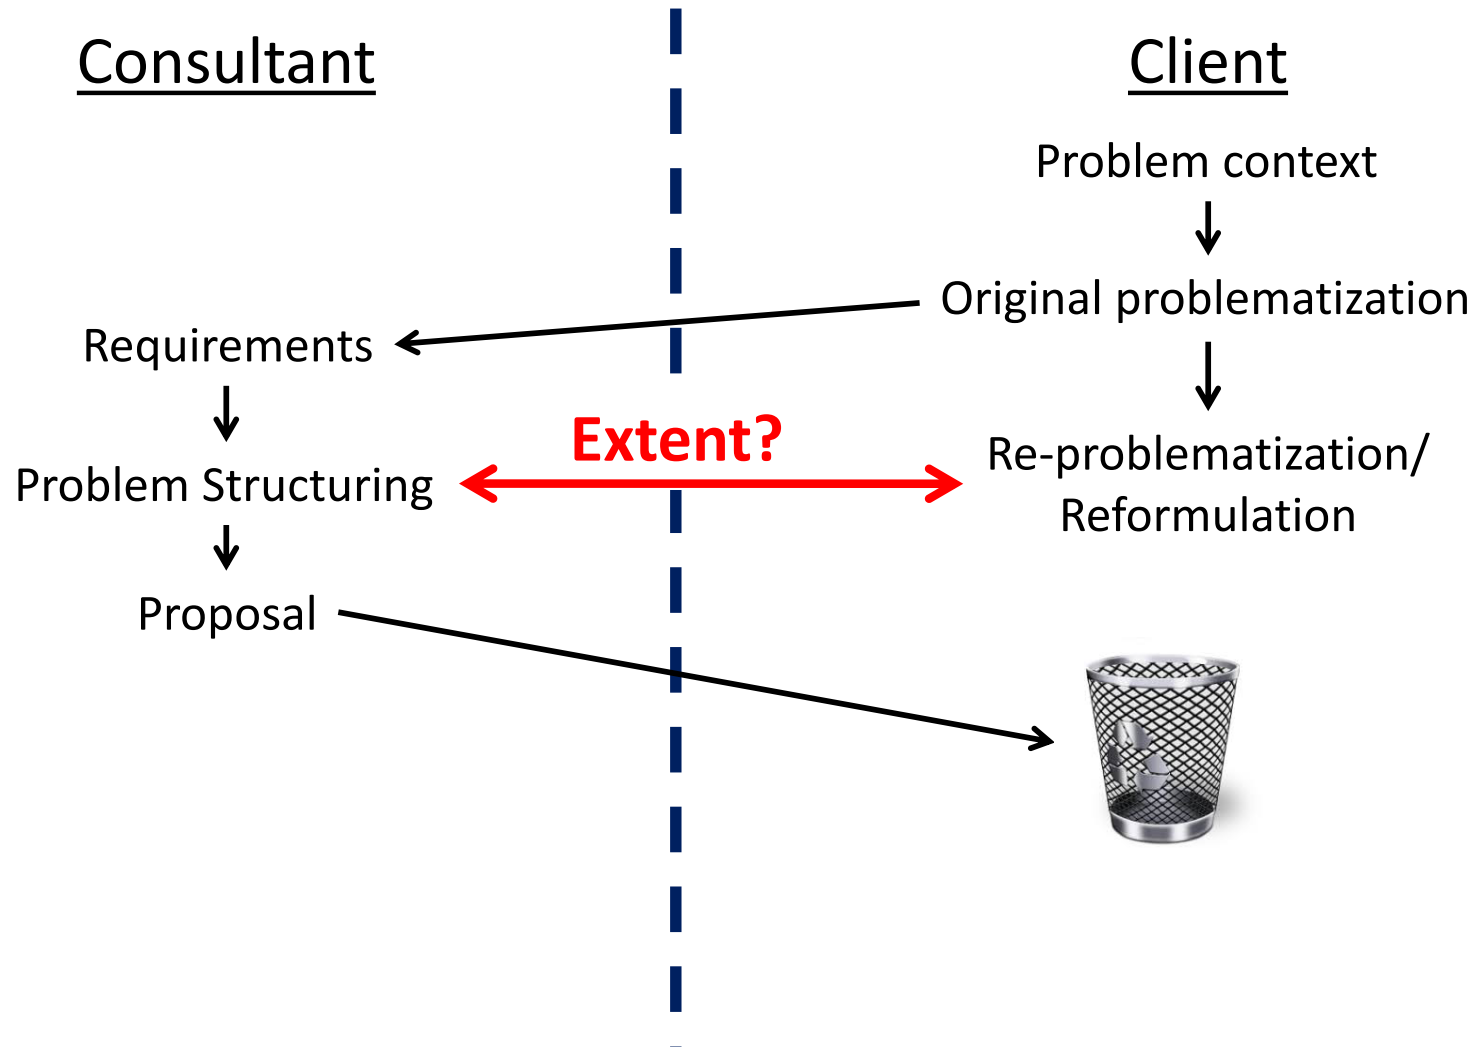 Consultant
Client
Problem context
Original problematization
Requirements
Extent?
Re-problematization/
Reformulation
Problem Structuring
Proposal